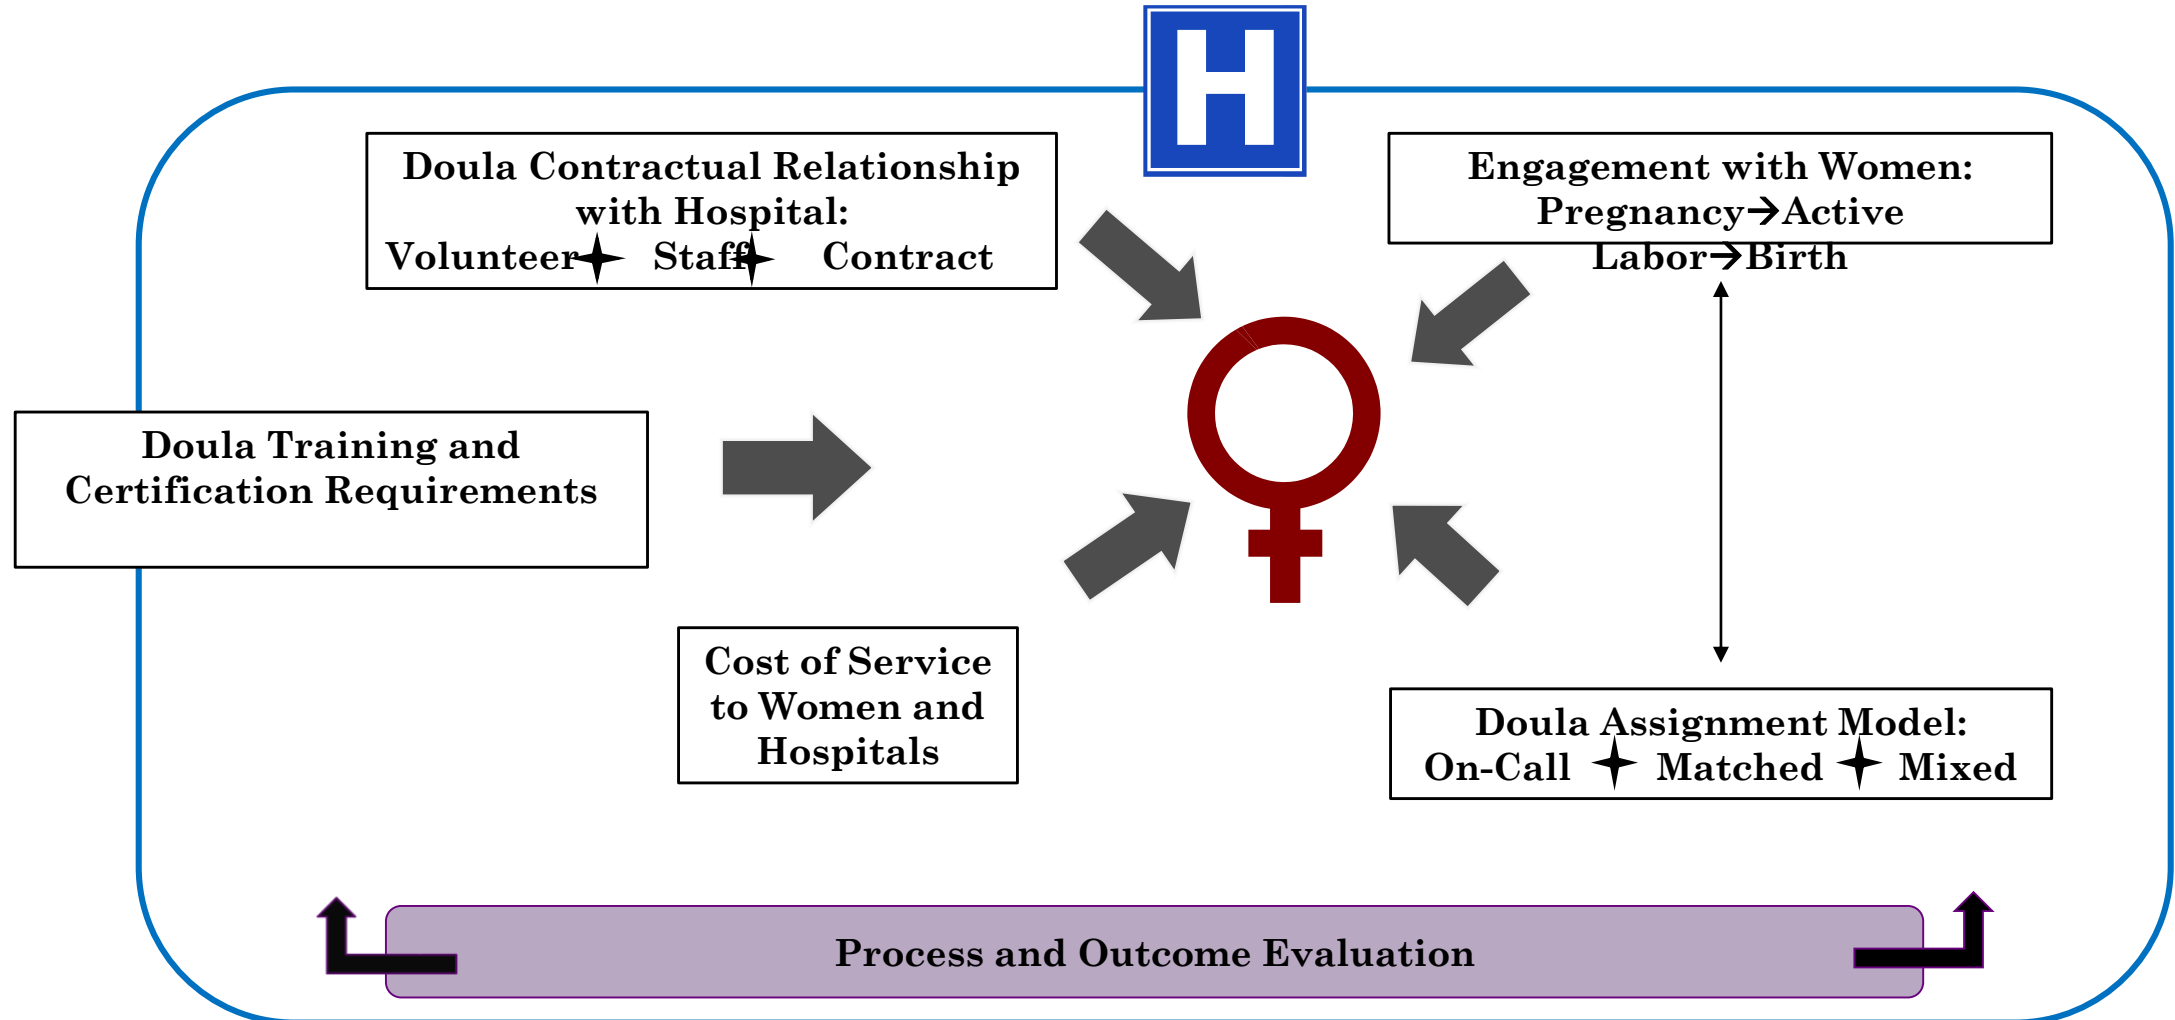 H
Doula Contractual Relationship
with Hospital:
Volunteer Staff Contract
Engagement with Women:
Pregnancy→Active
Labor→Birth
Doula Training and
Certification Requirements
Cost of Service
to Women and
Hospitals
Doula Assignment Model:
On-Call Matched Mixed
Process and Outcome Evaluation